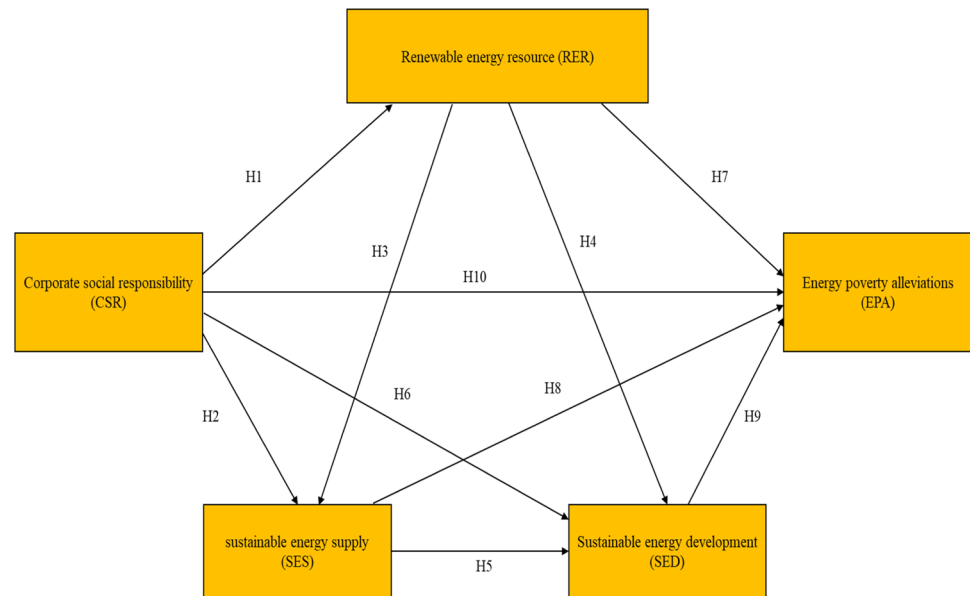 Renewable energy resource (RER)
H1
H7
H3
H4
Corporate social responsibility
(CSR)
H10
Energy poverty alleviations
(EPA)
H2
H6
H8
H9
sustainable energy supply
(SES)
H5
Sustainable energy development
(SED)